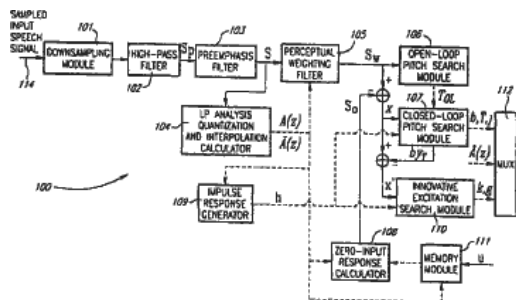 SAMPLED
INPUT
SPEECH
SIGNAL
114
101
DOWNSAMPLING
MODULE
HIGH-PASS
FILTER
102
Sp
103
PREEMPHASIS
FILTER
S
105
PERCEPTUAL
WEIGHTING
FILTER
Sw
106
OPEN-LOOP
PITCH SEARCH
MODULE
TOL
+
So
-
x
107
CLOSED-LOOP
PITCH SEARCH
MODULE
b,T,j
112
MUX
104
LP ANALYSIS
QUANTIZATION
AND INTERPOLATION
CALCULATOR
A(z)
Â(z)
byT
+
Â(z)
x'
k,g
INNOVATIVE EXCITATION
SEARCH MODULE
110
100
109
IMPULSE
RESPONSE
GENERATOR
h
108
ZERO-INPUT
RESPONSE
CALCULATOR
111
MEMORY
MODULE
u